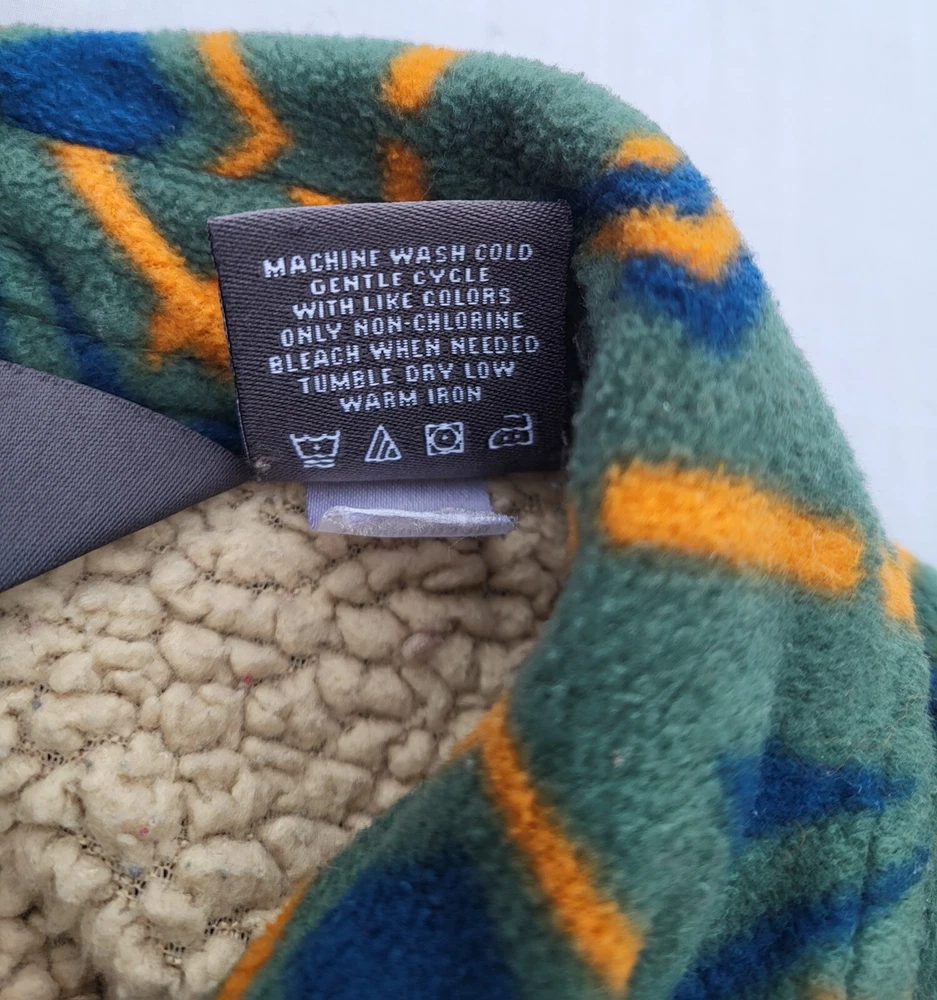 MACHINE WASH COLD
GENTLE CYCLE
WITH LIKE COLORS
ONLY NON-CHLORINE
BLEACH WHEN NEEDED
TUMBLE DRY LOW
WARM IRON